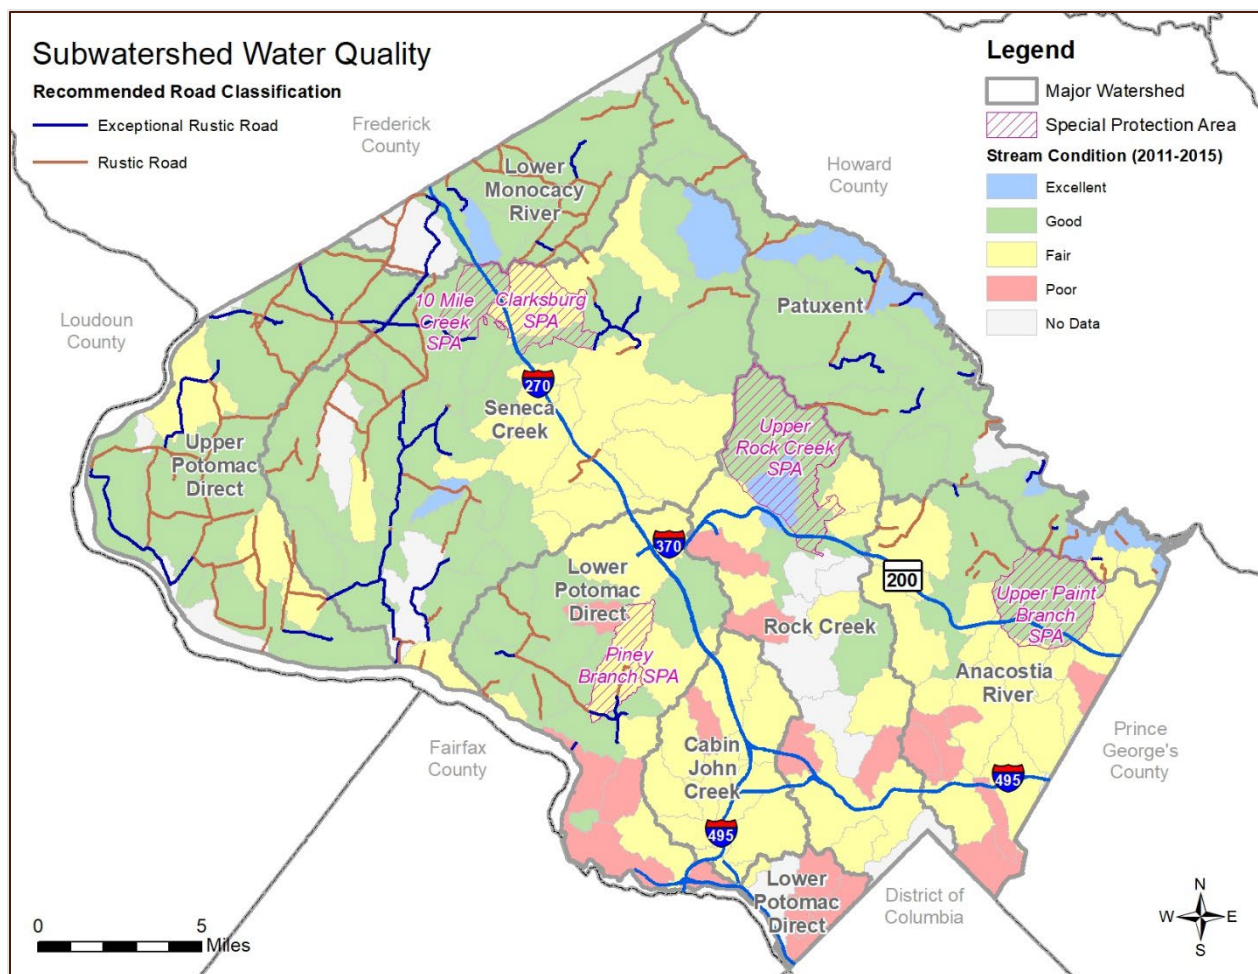 Subwatershed Water Quality
Recommended Road Classification
Exceptional Rustic Road
Rustic Road
Legend
Major Watershed
Special Protection Area
Stream Condition (2011-2015)
Excellent
Good
Fair
Poor
No Data
Frederick
County
Howard
County
Lower
Monocacy
River
Loudoun
County
10 Mile
Creek
SPA
Clarksburg
SPA
Patuxent
270
Seneca
Creek
Upper
Potomac
Direct
Upper
Rock Creek
SPA
370
200
Lower
Potomac
Direct
Rock Creek
Upper Paint
Branch
SPA
Piney
Branch SPA
Anacostia
River
Fairfax
County
Cabin
John
Creek
Prince
George's
County
495
495
Lower
Potomac
Direct
District of
Columbia
0
5
Miles
N
W
E
S